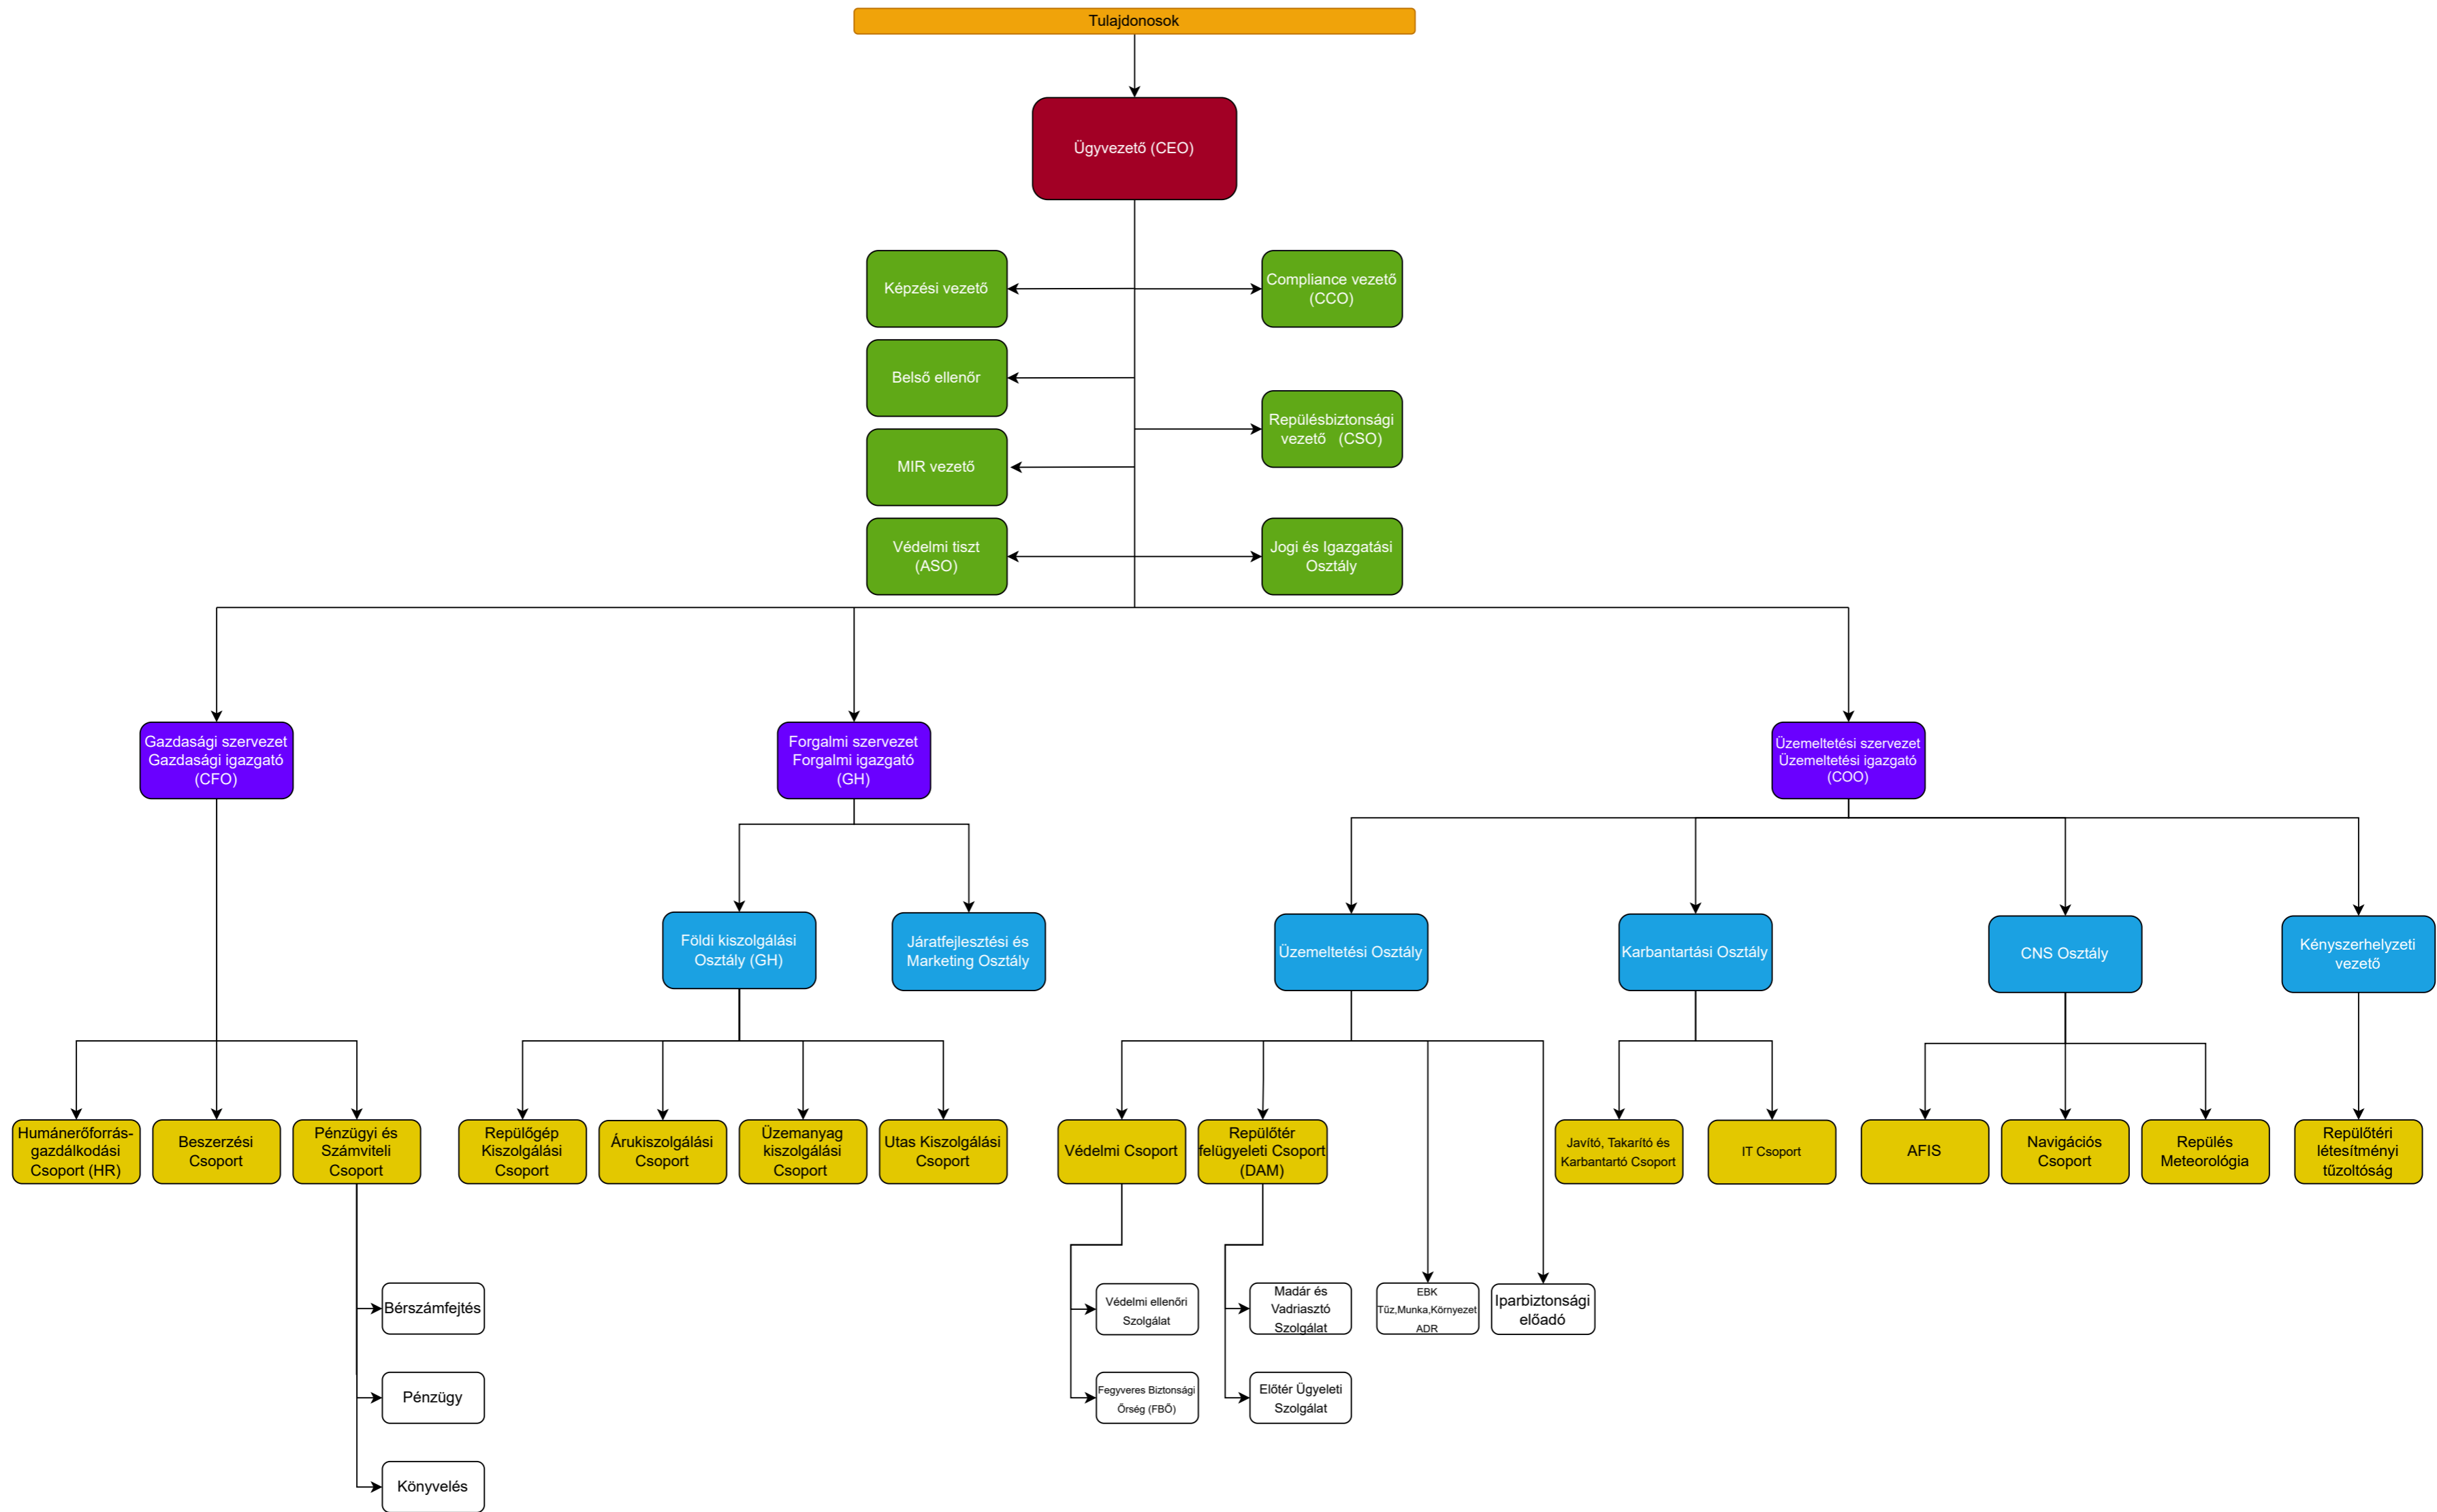 Tulajdonosok
Ügyvezető (CEO)
Képzési vezető
Compliance vezető
(CCO)
Belső ellenőr
Repülésbiztonsági
vezető (CSO)
MIR vezető
Védelmi tiszt
(ASO)
Jogi és Igazgatási
Osztály
Gazdasági szervezet
Gazdasági igazgató
(CFO)
Forgalmi szervezet
Forgalmi igazgató
(GH)
Üzemeltetési szervezet
Üzemeltetési igazgató
(COO)
Földi kiszolgálási
Osztály (GH)
Járatfejlesztési és
Marketing Osztály
Üzemeltetési Osztály
Karbantartási Osztály
CNS Osztály
Kényszerhelyzeti
vezető
Humánerőforrás-
gazdálkodási
Csoport (HR)
Beszerzési
Csoport
Pénzügyi és
Számviteli
Csoport
Repülőgép
Kiszolgálási
Csoport
Árukiszolgálási
Csoport
Üzemanyag
kiszolgálási
Csoport
Utas Kiszolgálási
Csoport
Védelmi Csoport
Repülőtér
felügyeleti Csoport
(DAM)
Javító, Takarító és
Karbantartó Csoport
IT Csoport
AFIS
Navigációs
Csoport
Repülés
Meteorológia
Repülőtéri
létesítményi
tűzoltóság
Bérszámfejtés
Védelmi ellenőri
Szolgálat
Madár és
Vadriasztó
Szolgálat
EBK
Tűz,Munka,Környezet
ADR
Iparbiztonsági
előadó
Pénzügy
Fegyveres Biztonsági
Őrség (FBŐ)
Előtér Ügyeleti
Szolgálat
Könyvelés